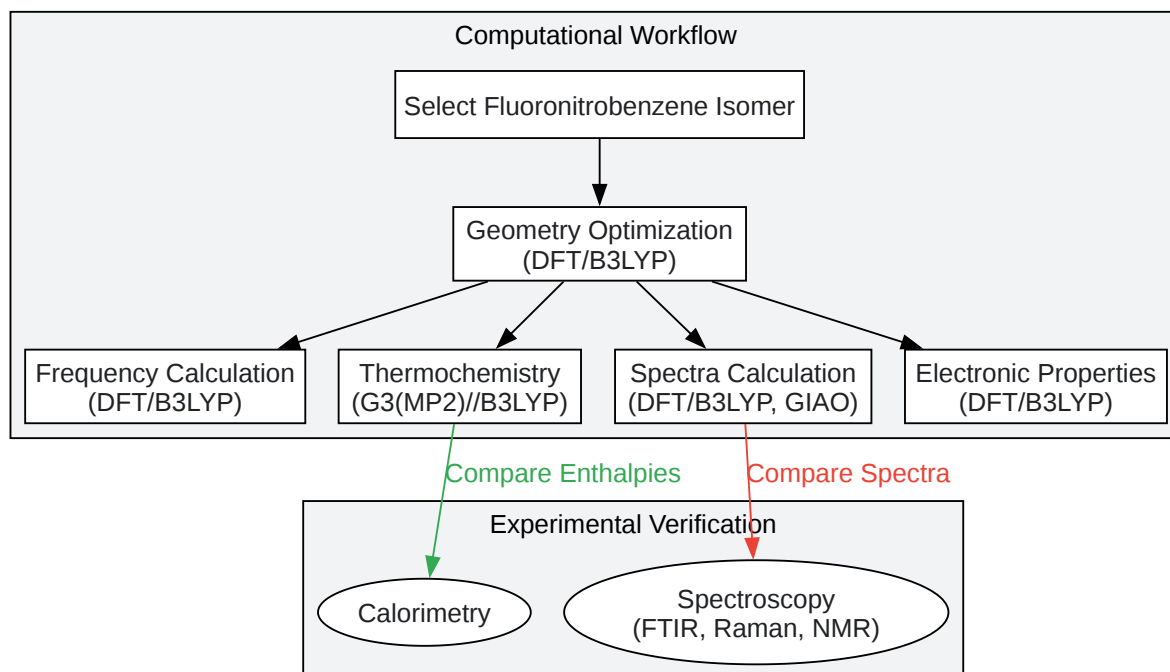 Computational Workflow
Select Fluoronitrobenzene Isomer
Geometry Optimization
(DFT/B3LYP)
Frequency Calculation
(DFT/B3LYP)
Thermochemistry
(G3(MP2)//B3LYP)
Spectra Calculation
(DFT/B3LYP, GIAO)
Electronic Properties
(DFT/B3LYP)
Compare Enthalpies
Compare Spectra
Experimental Verification
Calorimetry
Spectroscopy
(FTIR, Raman, NMR)